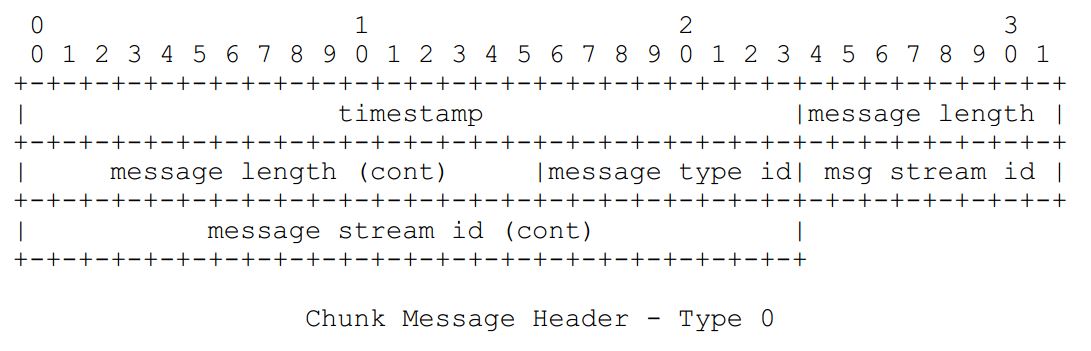 0                   1                   2                   3
 0 1 2 3 4 5 6 7 8 9 0 1 2 3 4 5 6 7 8 9 0 1 2 3 4 5 6 7 8 9 0 1
+-+-+-+-+-+-+-+-+-+-+-+-+-+-+-+-+-+-+-+-+-+-+-+-+-+-+-+-+-+-+-+-+
|                   timestamp                   |message length |
+-+-+-+-+-+-+-+-+-+-+-+-+-+-+-+-+-+-+-+-+-+-+-+-+-+-+-+-+-+-+-+-+
|     message length (cont)     |message type id| msg stream id |
+-+-+-+-+-+-+-+-+-+-+-+-+-+-+-+-+-+-+-+-+-+-+-+-+-+-+-+-+-+-+-+-+
|           message stream id (cont)            |
+-+-+-+-+-+-+-+-+-+-+-+-+-+-+-+-+-+-+-+-+-+-+-+-+
Chunk Message Header - Type 0